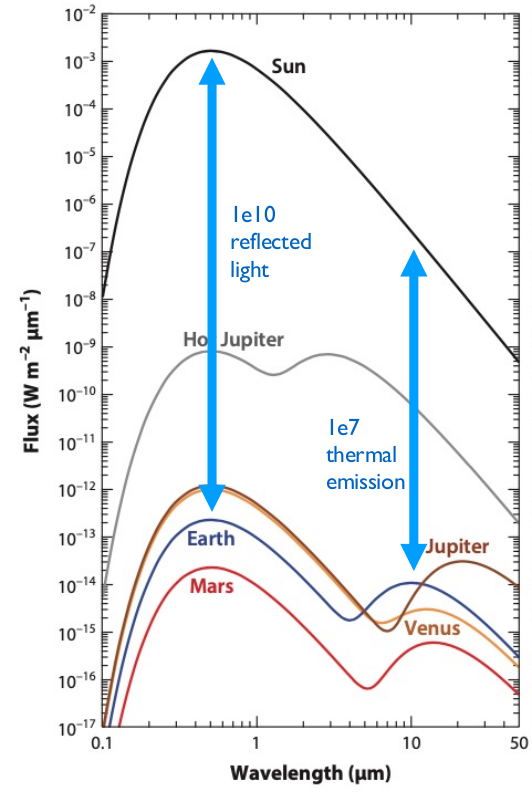 10⁻²
10⁻³
10⁻⁴
10⁻⁵
10⁻⁶
10⁻⁷
10⁻⁸
10⁻⁹
10⁻¹⁰
10⁻¹¹
10⁻¹²
10⁻¹³
10⁻¹⁴
10⁻¹⁵
10⁻¹⁶
10⁻¹⁷
Flux (W m⁻² μm⁻¹)
Sun
1e10
reflected
light
Hot Jupiter
1e7
thermal
emission
Earth
Jupiter
Mars
Venus
0.1
1
10
50
Wavelength (μm)